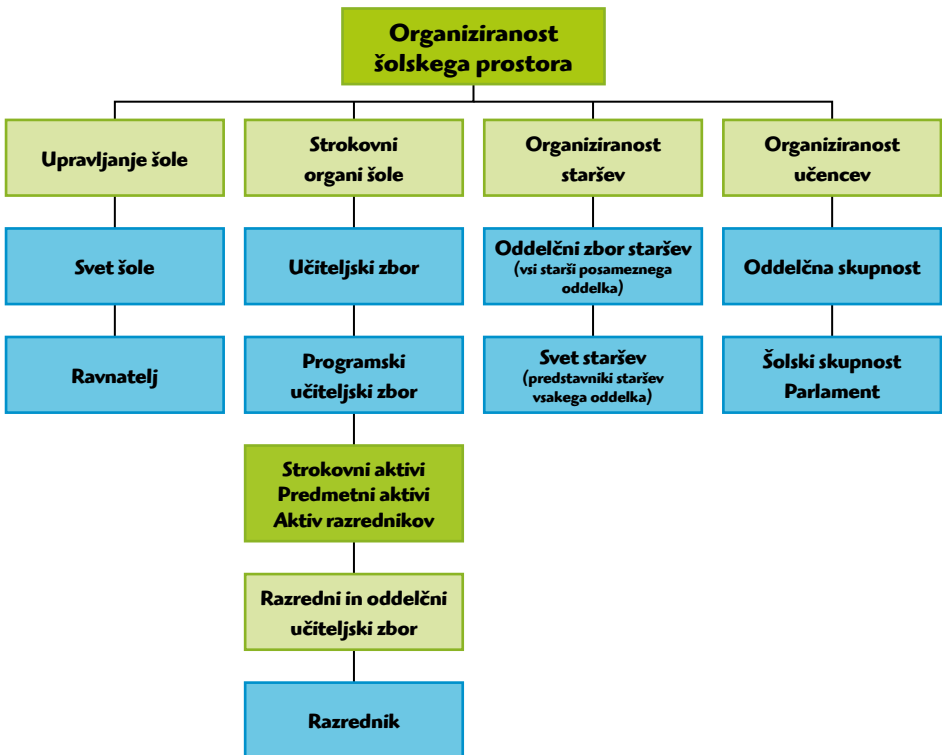 Organiziranost
šolskega prostora
Upravljanje šole
Svet šole
Ravnatelj
Strokovni
organi šole
Učiteljski zbor
Programski
učiteljski zbor
Strokovni aktivi
Predmetni aktivi
Aktiv razrednikov
Razredni in oddelčni
učiteljski zbor
Razrednik
Organiziranost
staršev
Oddelčni zbor staršev
(vsi starši posameznega
oddelka)
Svet staršev
(predstavniki staršev
vsakega oddelka)
Organiziranost
učencev
Oddelčna skupnost
Šolski skupnost
Parlament